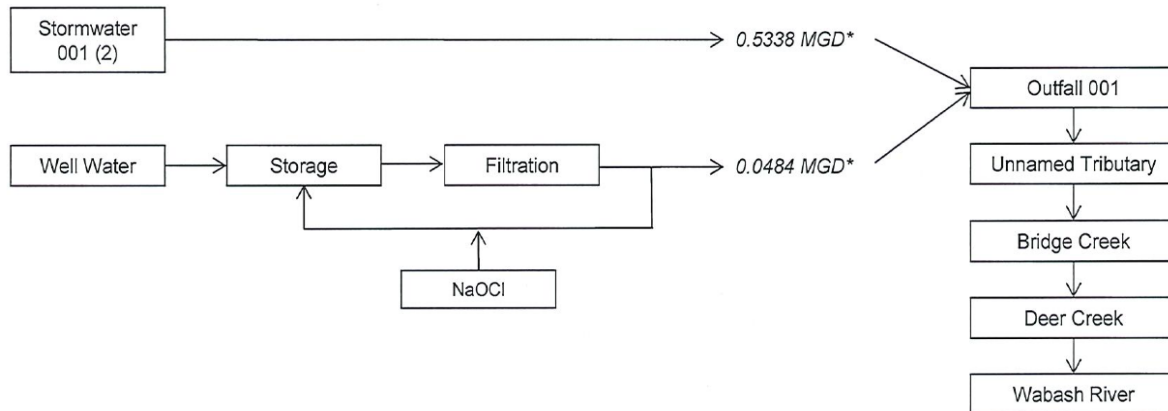 Stormwater
001 (2)
0.5338 MGD*
Outfall 001
Well Water
Storage
Filtration
0.0484 MGD*
Unnamed Tributary
Bridge Creek
NaOCl
Deer Creek
Wabash River